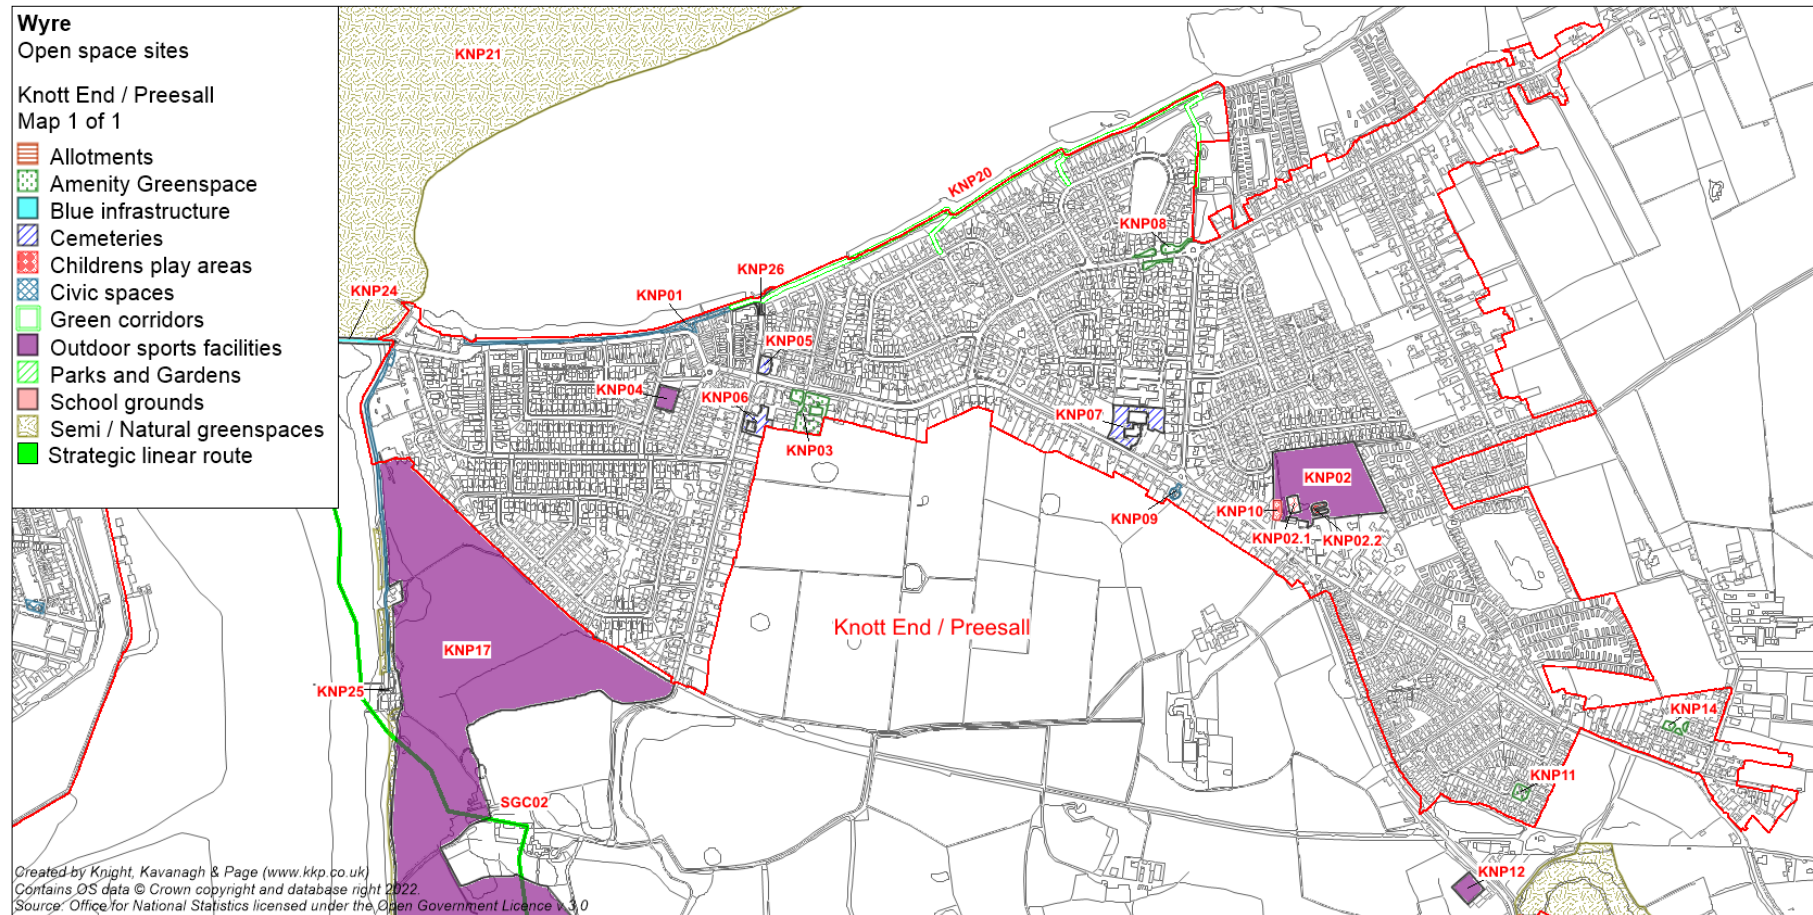 Wyre
Open space sites
Knott End / Preesall
Map 1 of 1
Allotments
Amenity Greenspace
Blue infrastructure
Cemeteries
Childrens play areas
Civic spaces
Green corridors
Outdoor sports facilities
Parks and Gardens
School grounds
Semi / Natural greenspaces
Strategic linear route
KNP21
KNP20
KNP08
KNP26
KNP24
KNP01
KNP05
KNP04
KNP06
KNP07
KNP03
KNP02
KNP10
KNP09
KNP02.1
KNP02.2
Knott End / Preesall
KNP17
KNP25
KNP14
KNP11
SGC02
KNP12
Created by Knight, Kavanagh & Page (www.kkp.co.uk)
Contains OS data © Crown copyright and database right 2022.
Source: Office for National Statistics licensed under the Open Government Licence v.3.0